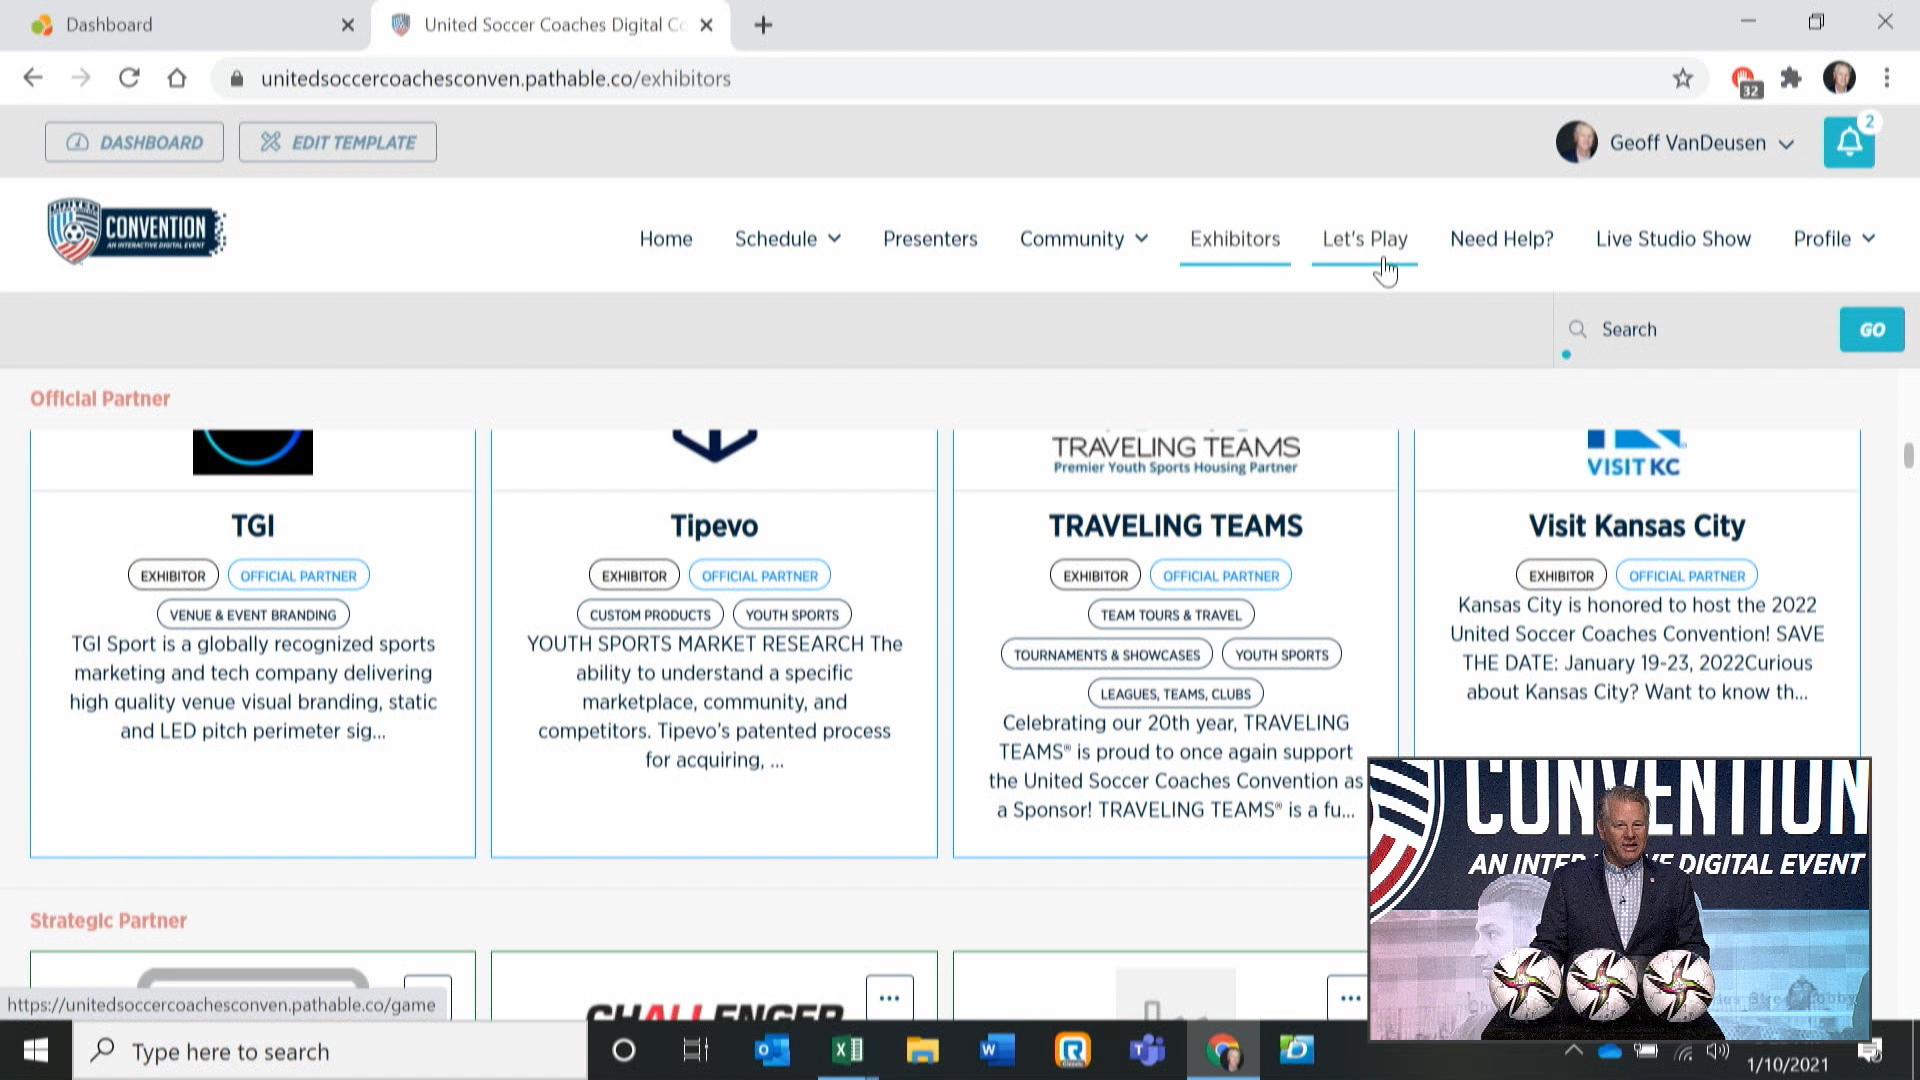 Dashboard
United Soccer Coaches Digital Co
unitedsoccercoachesconven.pathable.co/exhibitors
32
DASHBOARD
EDIT TEMPLATE
Geoff VanDeusen
2
CONVENTION
AN INTERACTIVE DIGITAL EVENT
Home
Schedule
Presenters
Community
Exhibitors
Let's Play
Need Help?
Live Studio Show
Profile
Search
GO
Official Partner
TRAVELING TEAMS
Premier Youth Sports Housing Partner
VISIT KC
TGI
EXHIBITOR
OFFICIAL PARTNER
VENUE & EVENT BRANDING
TGI Sport is a globally recognized sports
marketing and tech company delivering
high quality venue visual branding, static
and LED pitch perimeter sig...
Tipevo
EXHIBITOR
OFFICIAL PARTNER
CUSTOM PRODUCTS
YOUTH SPORTS
YOUTH SPORTS MARKET RESEARCH The
ability to understand a specific
marketplace, community, and
competitors. Tipevo's patented process
for acquiring, ...
TRAVELING TEAMS
EXHIBITOR
OFFICIAL PARTNER
TEAM TOURS & TRAVEL
TOURNAMENTS & SHOWCASES
YOUTH SPORTS
LEAGUES, TEAMS, CLUBS
Celebrating our 20th year, TRAVELING
TEAMS® is proud to once again support
the United Soccer Coaches Convention as
a Sponsor! TRAVELING TEAMS® is a fu...
Visit Kansas City
EXHIBITOR
OFFICIAL PARTNER
Kansas City is honored to host the 2022
United Soccer Coaches Convention! SAVE
THE DATE: January 19-23, 2022Curious
about Kansas City? Want to know th...
CONVENTION
DIGITAL EVENT
Strategic Partner
CHALLENGER
https://unitedsoccercoachesconven.pathable.co/game
Type here to search
1/10/2021